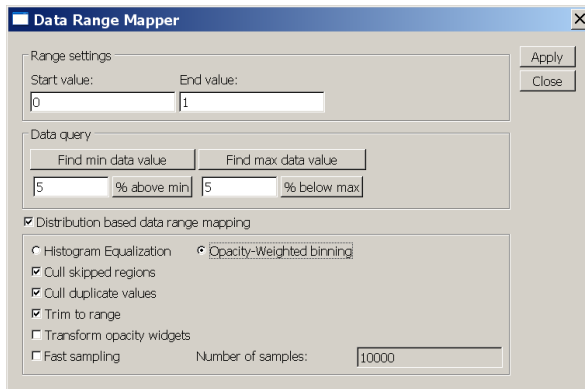 Data Range Mapper
Range settings
Apply
Start value: End value:
Close
0 1
Data query
Find min data value Find max data value
5 % above min 5 % below max
Distribution based data range mapping
Histogram Equalization Opacity-Weighted binning
Cull skipped regions
Cull duplicate values
Trim to range
Transform opacity widgets
Fast sampling Number of samples: 10000